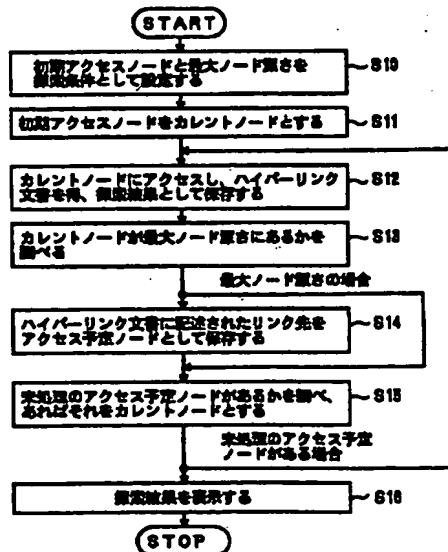 START
初期アクセスノードと最大ノード深さを
探索条件として設定する
S10
初期アクセスノードをカレントノードとする
S11
カレントノードにアクセスし、ハイパーリンク
文書を得、探索結果として保存する
S12
カレントノードが最大ノード深さにあるかを
調べる
S13
最大ノード深さの場合
ハイパーリンク文書に記述されたリンク先を
アクセス予定ノードとして保存する
S14
未処理のアクセス予定ノードがあるかを調べ、
あればそれをカレントノードとする
S15
未処理のアクセス予定
ノードがある場合
探索結果を表示する
S16
STOP